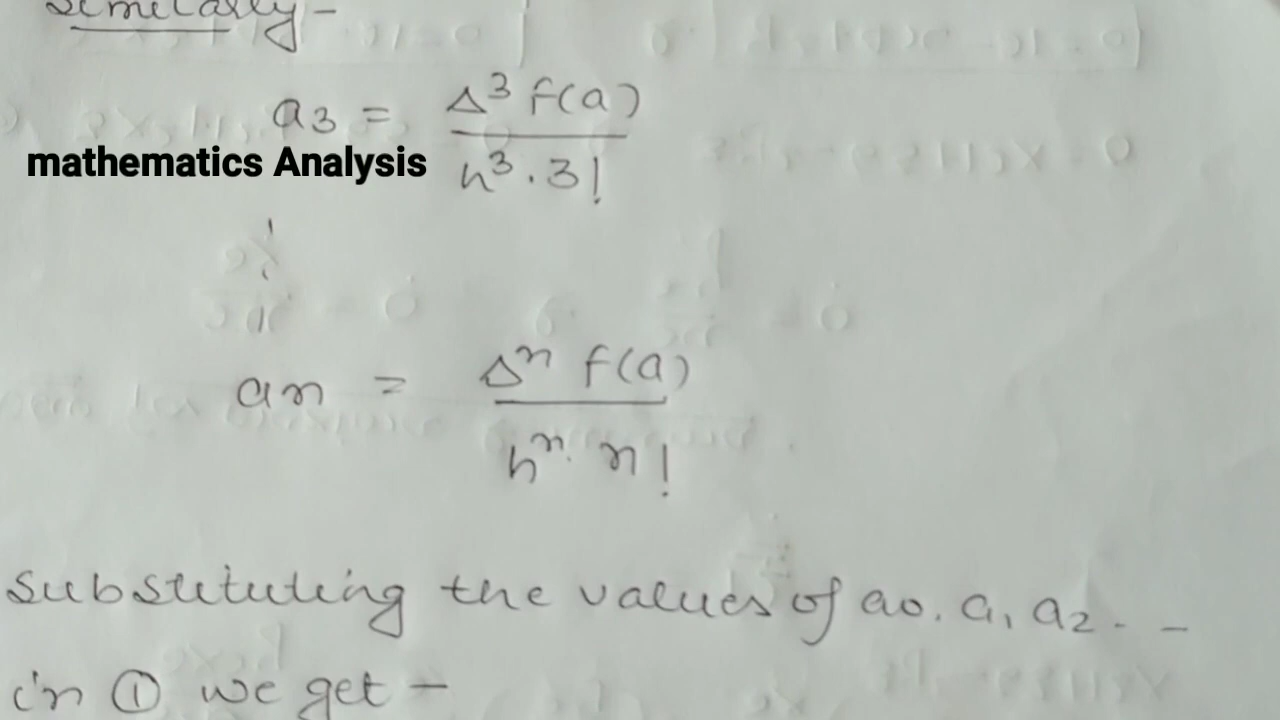 Similarly -
a3 = Δ³ f(a) / h³ . 3!
mathematics Analysis
an = Δⁿ f(a) / hⁿ. n!
substituting the values of a0. a1 a2 . . -
in ① we get -